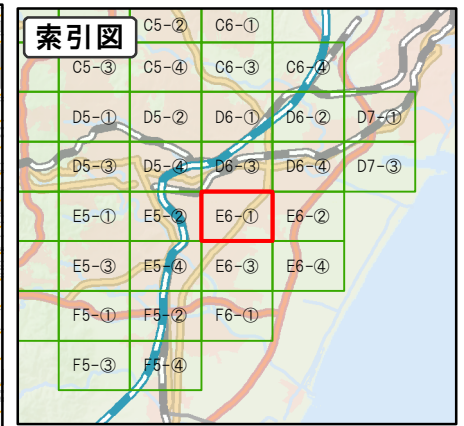 索引図
C5-② C6-①
C5-③ C5-④ C6-③ C6-④
D5-① D5-② D6-① D6-② D7-①
D5-③ D5-④ D6-③ D6-④ D7-③
E5-① E5-② E6-① E6-②
E5-③ E5-④ E6-③ E6-④
F5-① F5-② F6-①
F5-③ F5-④